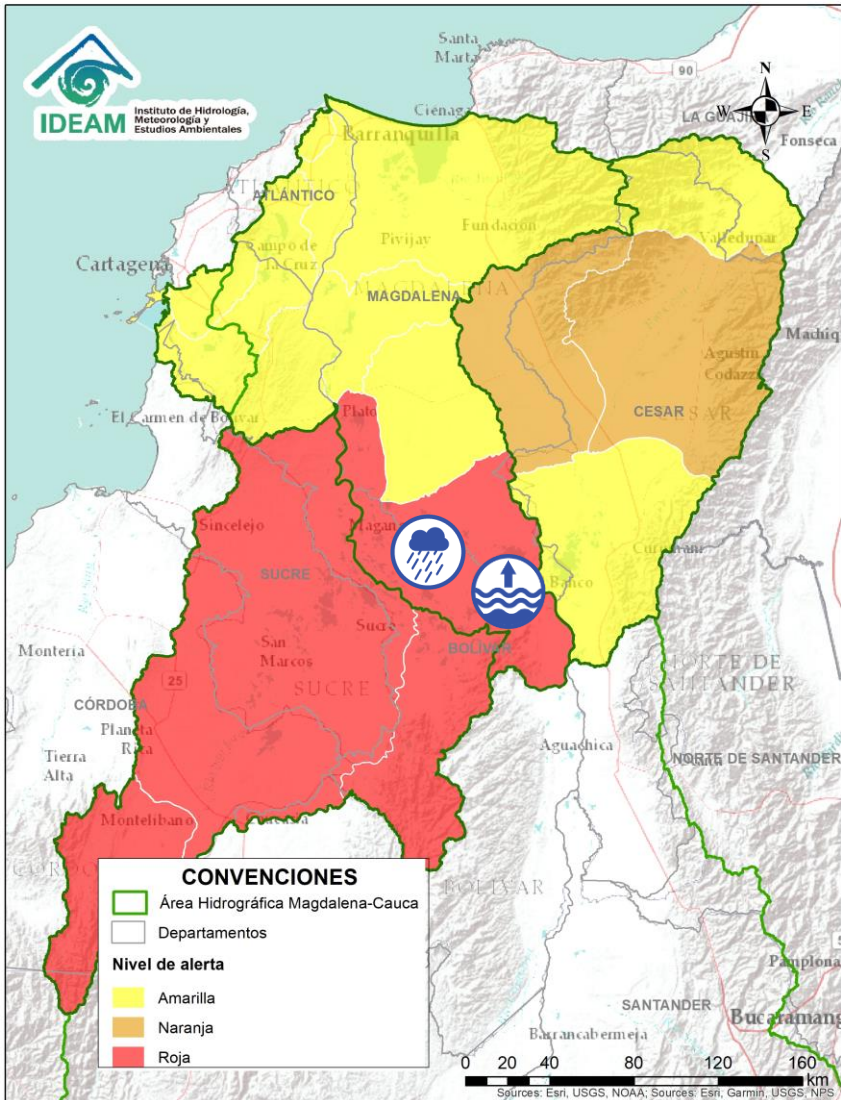 IDEAM
Instituto de Hidrología,
Meteorología y
Estudios Ambientales
Santa
Marta
90
N
W
E
S
LA GUAJIR
Fonseca
Ciénaga
Barranquilla
ATLÁNTICO
Fundación
Valledupar
Campo de
la Cruz
Pivijay
Cartagena
MAGDALENA
Machiq
Agustín
Codazzi
CESAR
El Carmen de Bolívar
Plato
Sincelejo
Magang
SUCRE
Banco
Sucre
San
Marcos
BOLÍVAR
SUCRE
Montería
25
CÓRDOBA
Planeta
Rica
Tierra
Alta
NORTE DE
SANTANDER
Aguachica
NORTE DE SANTANDER
Montelíbano
BOLÍVAR
CONVENCIONES
Área Hidrográfica Magdalena-Cauca
Departamentos
Nivel de alerta
Amarilla
Naranja
Roja
Pamplona
SANTANDER
Bucaramang
Barrancabermeja
0 20 40 80 120 160
km
Sources: Esri, USGS, NOAA; Sources: Esri, Garmin, USGS, NPS